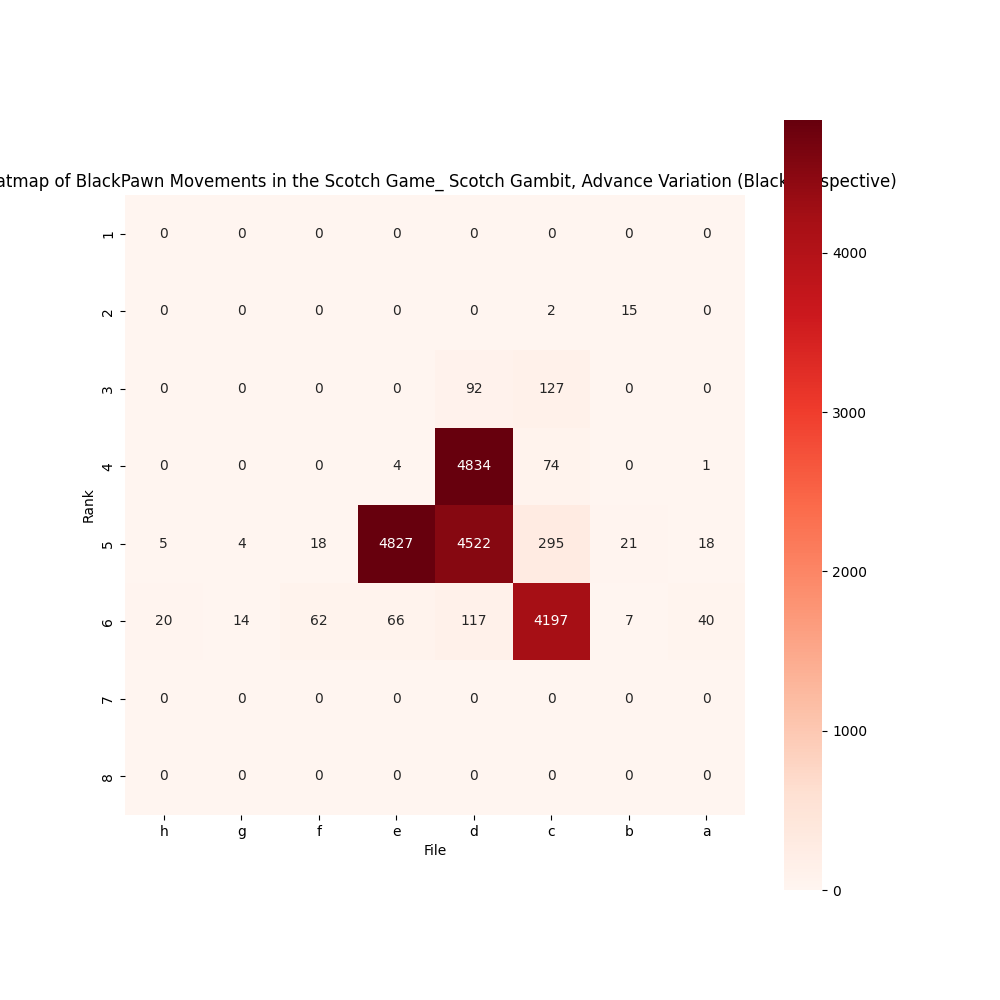 atmap of BlackPawn Movements in the Scotch Game_ Scotch Gambit, Advance Variation (Black spective)
1 0 0 0 0 0 0 0 0
2 0 0 0 0 0 2 15 0
3 0 0 0 0 92 127 0 0
4 0 0 0 4 4834 74 0 1
Rank
5 5 4 18 4827 4522 295 21 18
6 20 14 62 66 117 4197 7 40
7 0 0 0 0 0 0 0 0
8 0 0 0 0 0 0 0 0
h g f e d c b a
File
4000
3000
2000
1000
0